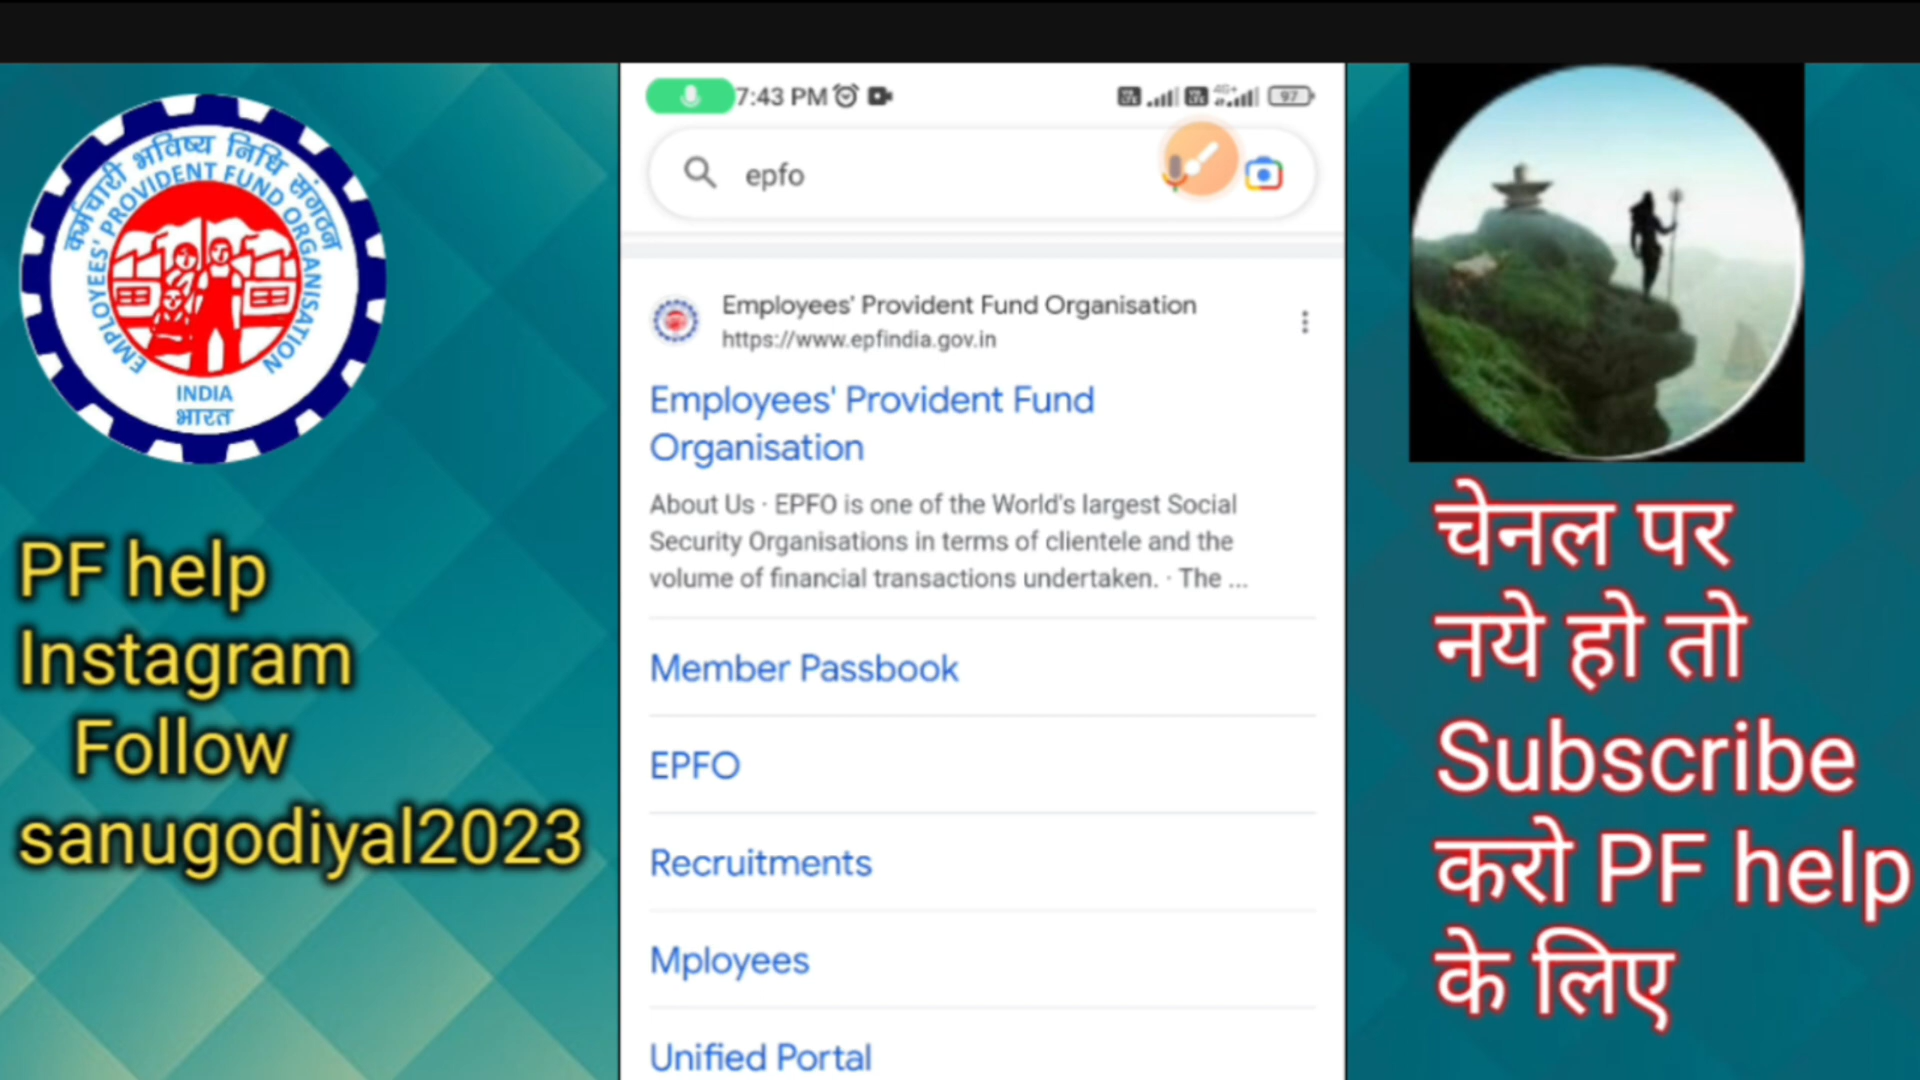 कर्मचारी भविष्य निधि संगठन
EMPLOYEES' PROVIDENT FUND ORGANISATION
INDIA
भारत
PF help
Instagram
Follow
sanugodiyal2023
7:43 PM
4G+
97
epfo
Employees' Provident Fund Organisation
https://www.epfindia.gov.in
Employees' Provident Fund
Organisation
About Us · EPFO is one of the World's largest Social
Security Organisations in terms of clientele and the
volume of financial transactions undertaken. · The ...
Member Passbook
EPFO
Recruitments
Mployees
Unified Portal
चेनल पर
नये हो तो
Subscribe
करो PF help
के लिए